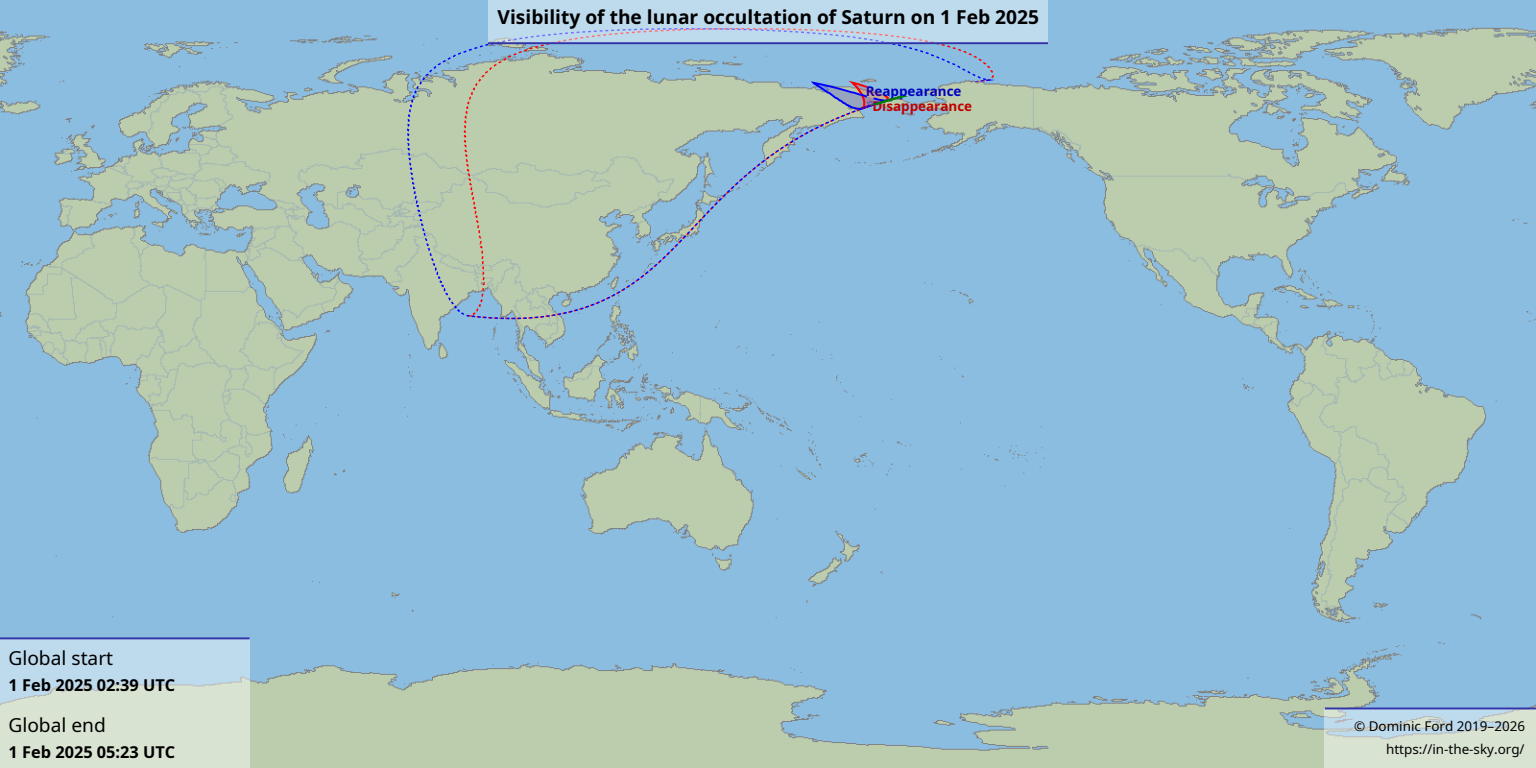 Visibility of the lunar occultation of Saturn on 1 Feb 2025
Reappearance
Disappearance
Global start
1 Feb 2025 02:39 UTC
Global end
1 Feb 2025 05:23 UTC
© Dominic Ford 2019–2026
https://in-the-sky.org/